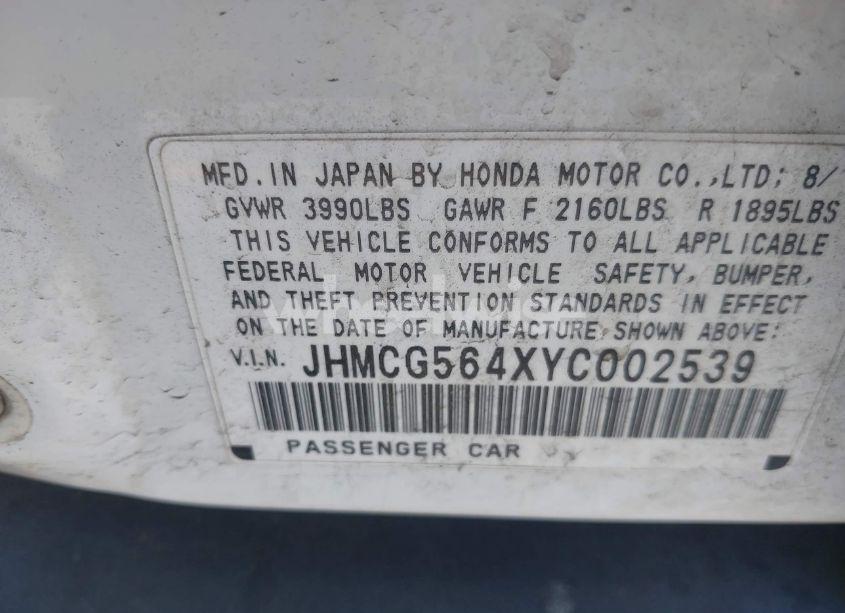 MFD. IN JAPAN BY HONDA MOTOR CO.,LTD; 8/
GVWR 3990LBS GAWR F 2160LBS R 1895LBS
THIS VEHICLE CONFORMS TO ALL APPLICABLE
FEDERAL MOTOR VEHICLE SAFETY, BUMPER,
AND THEFT PREVENTION STANDARDS IN EFFECT
ON THE DATE OF MANUFACTURE SHOWN ABOVE:
V.I.N. JHMCG564XYC002539
PASSENGER CAR